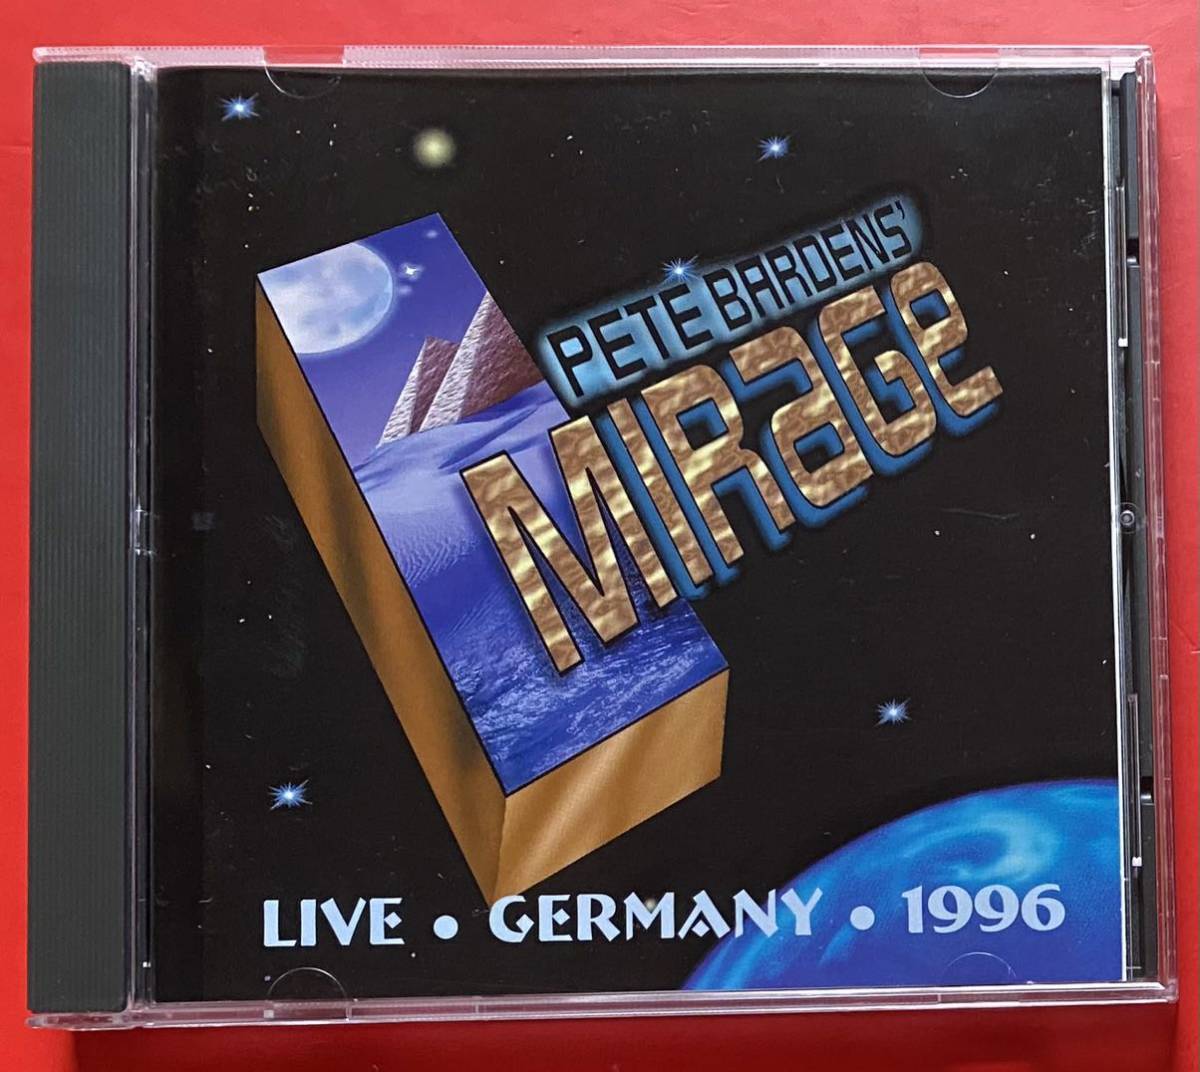 PETE BARDENS'
MIRaGe
LIVE • GERMANY • 1996